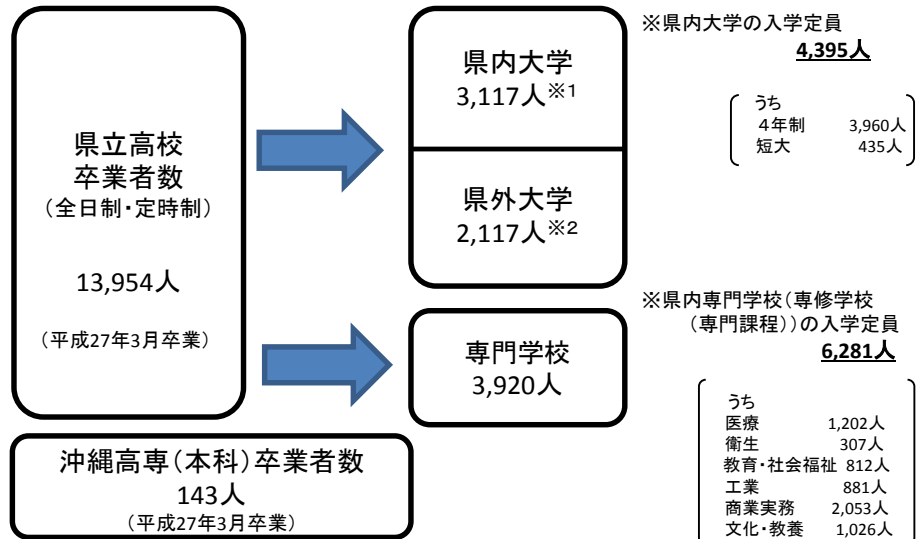 県立高校
卒業者数
（全日制・定時制）
13,954人
（平成27年3月卒業）
沖縄高専（本科）卒業者数
143人
（平成27年3月卒業）
県内大学
3,117人※1
県外大学
2,117人※2
専門学校
3,920人
※県内大学の入学定員
4,395人
うち
４年制 3,960人
短大 435人
※県内専門学校（専修学校
（専門課程））の入学定員
6,281人
うち
医療 1,202人
衛生 307人
教育・社会福祉 812人
工業 881人
商業実務 2,053人
文化・教養 1,026人